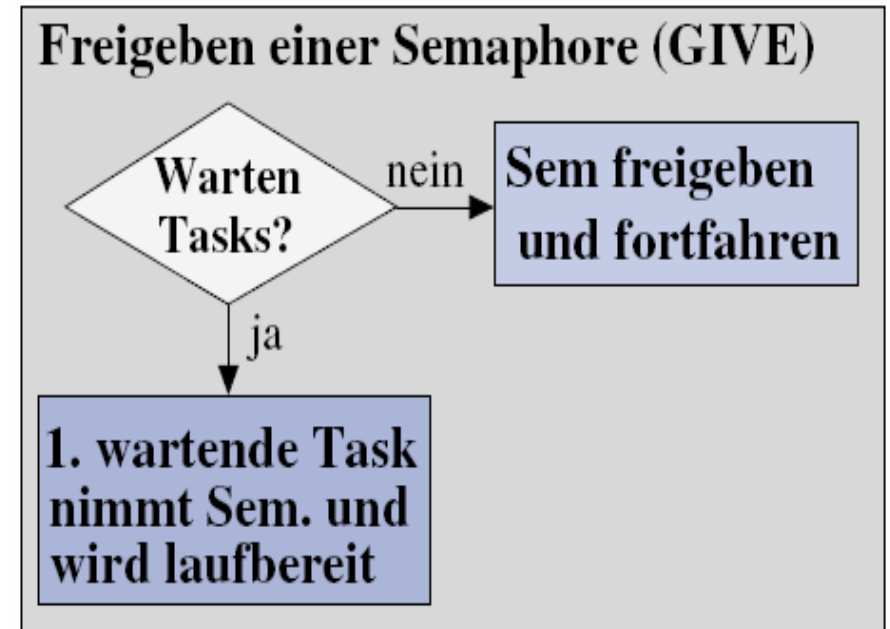 Freigeben einer Semaphore (GIVE)
Warten
Tasks?
nein
Sem freigeben
und fortfahren
ja
1. wartende Task
nimmt Sem. und
wird laufbereit